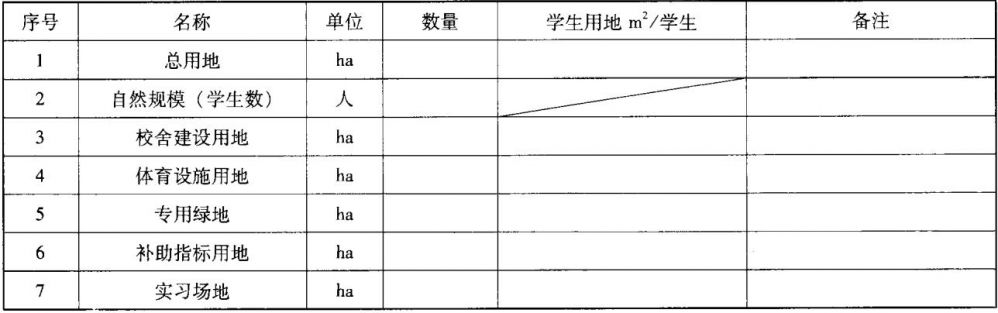 序号 名称 单位 数量 学生用地 m²/学生 备注
1 总用地 ha
2 自然规模（学生数） 人
3 校舍建设用地 ha
4 体育设施用地 ha
5 专用绿地 ha
6 补助指标用地 ha
7 实习场地 ha